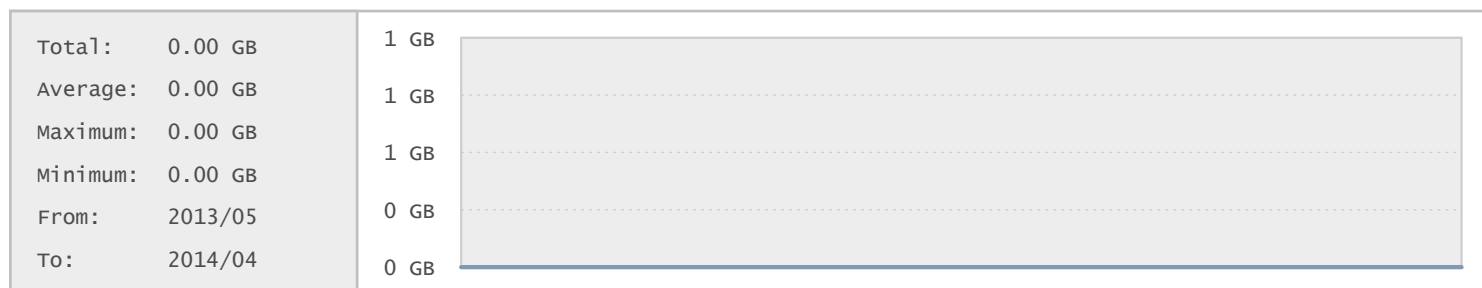 Total: 0.00 GB
Average: 0.00 GB
Maximum: 0.00 GB
Minimum: 0.00 GB
From: 2013/05
To: 2014/04
1 GB
1 GB
1 GB
0 GB
0 GB